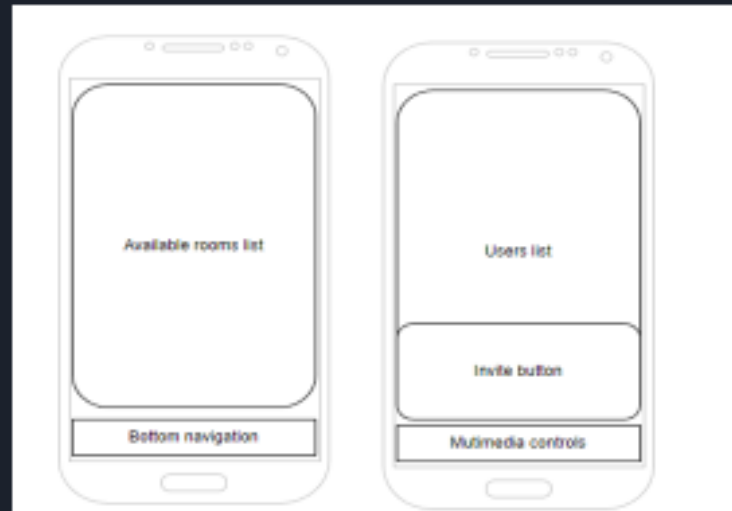 Available rooms list
Bottom navigation
Users list
Invite button
Mutimedia controls